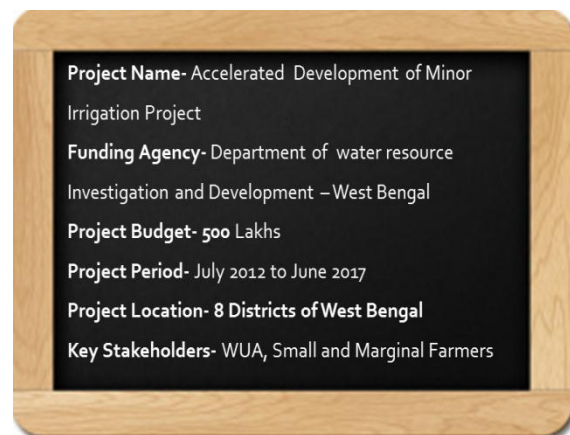 Project Name- Accelerated Development of Minor
Irrigation Project
Funding Agency- Department of water resource
Investigation and Development – West Bengal
Project Budget- 500 Lakhs
Project Period- July 2012 to June 2017
Project Location- 8 Districts of West Bengal
Key Stakeholders- WUA, Small and Marginal Farmers